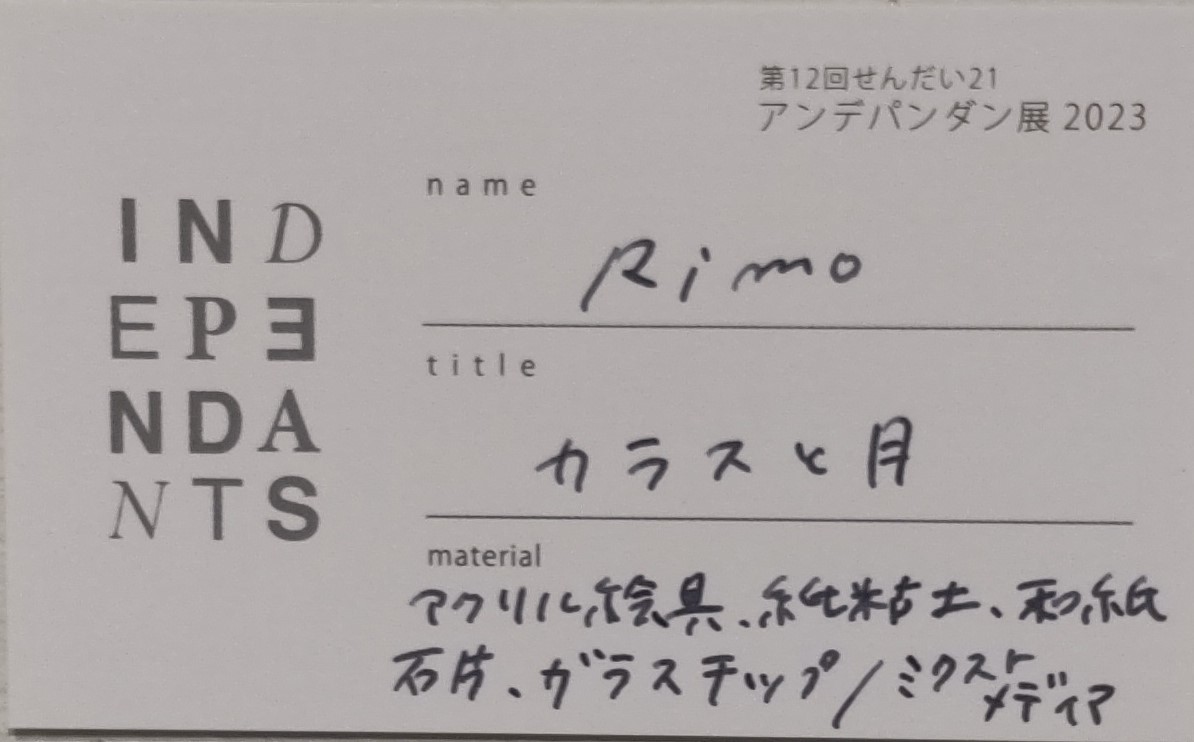 第12回せんだい21
アンデパンダン展 2023
IND
EPE
NDA
NTS
name
Rimo
title
カラスと月
material
アクリル絵具、紙粘土、和紙
石片、ガラスチップ/ミクスト
メディア